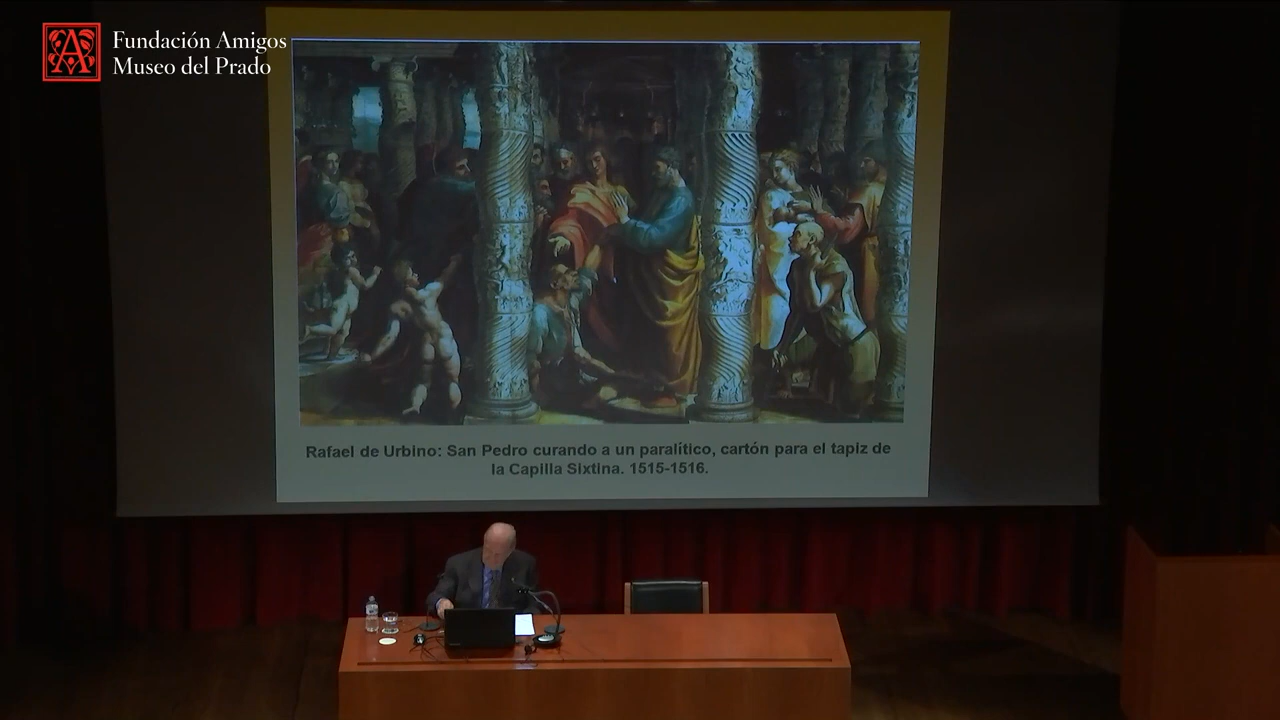 Fundación Amigos
Museo del Prado
Rafael de Urbino: San Pedro curando a un paralítico, cartón para el tapiz de
la Capilla Sixtina. 1515-1516.